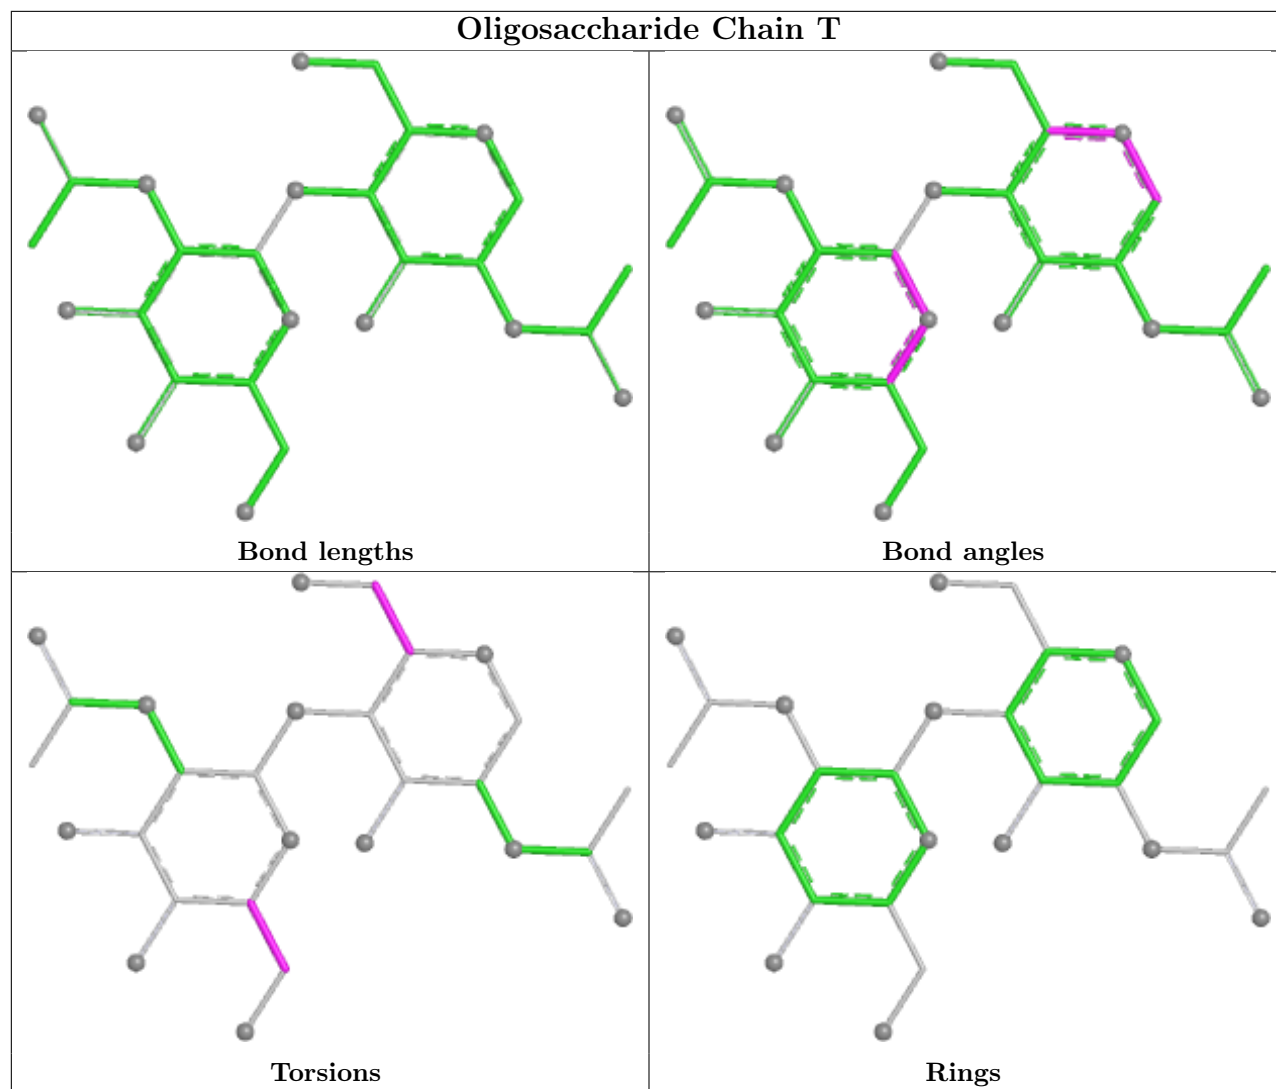 Oligosaccharide Chain T
Bond lengths
Bond angles
Torsions
Rings